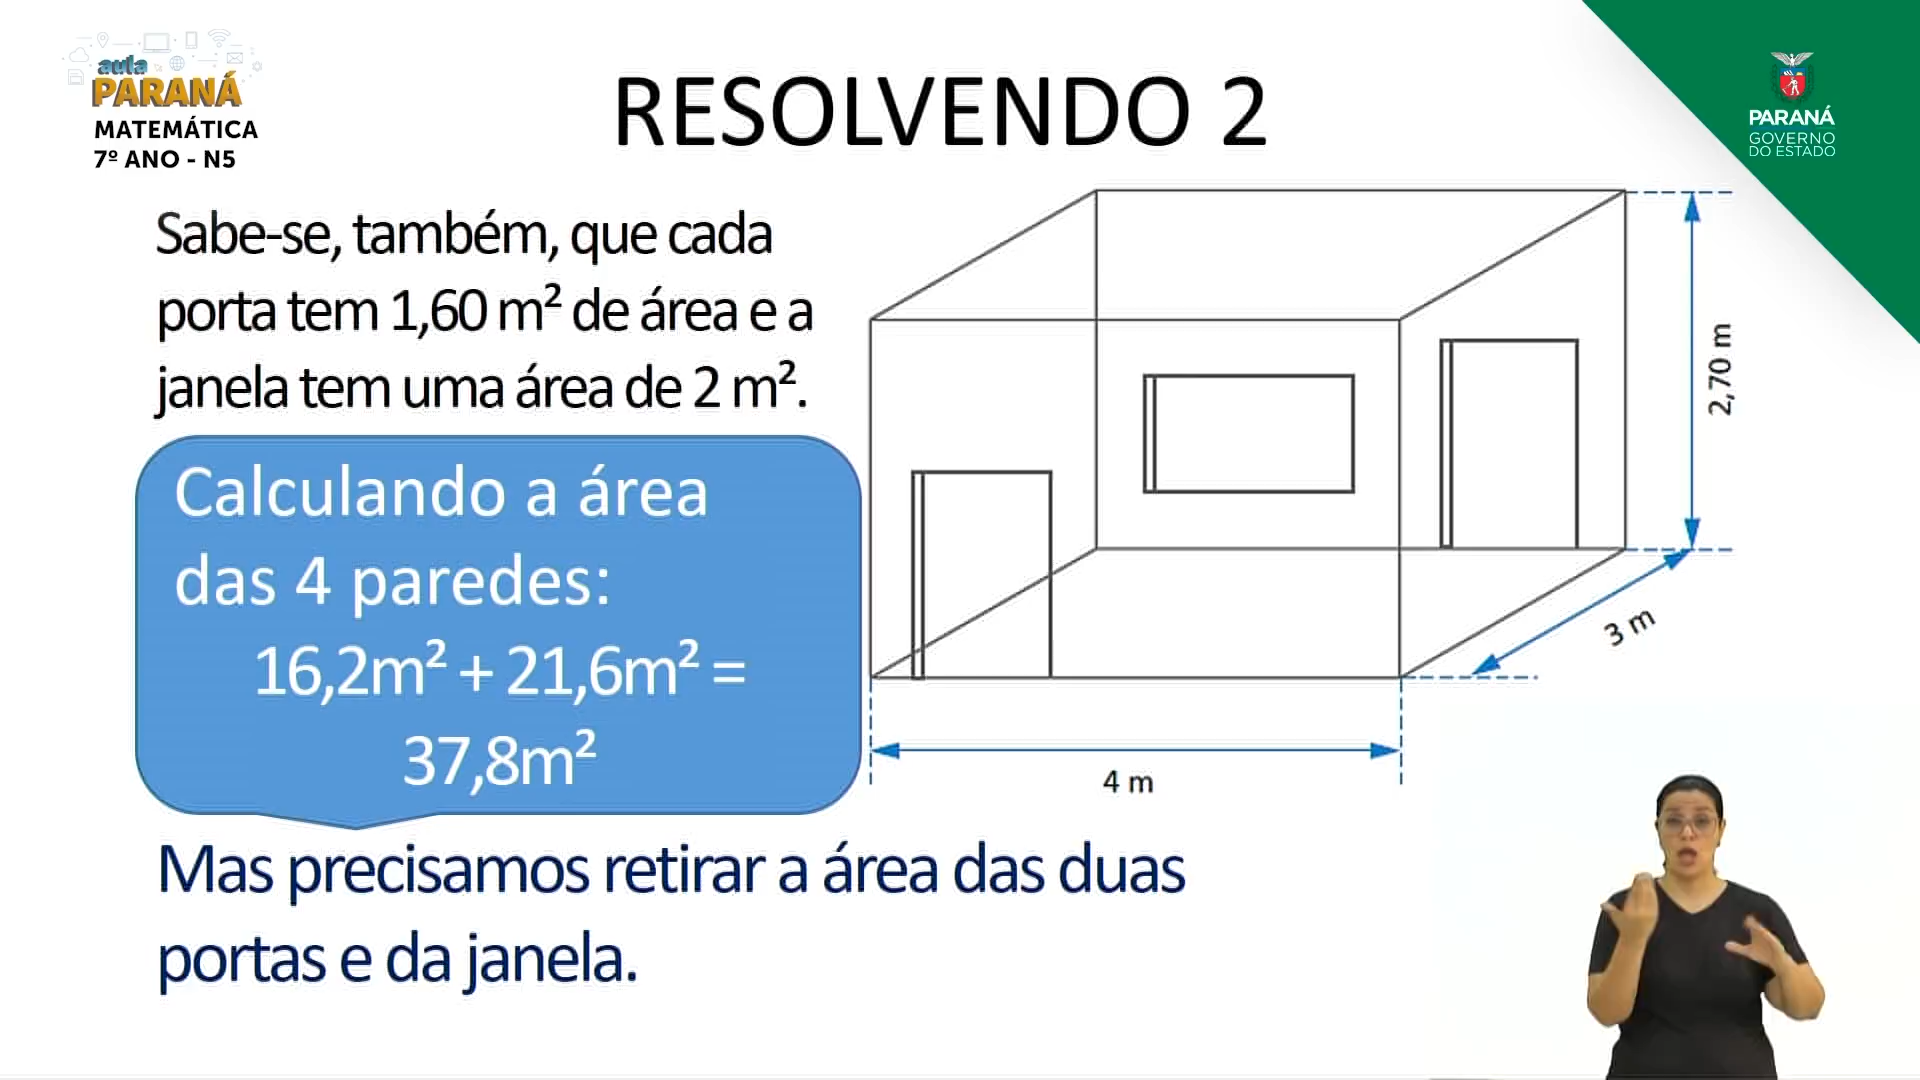 aula
PARANÁ
MATEMÁTICA
7º ANO - N5
RESOLVENDO 2
PARANÁ
GOVERNO
DO ESTADO
Sabe-se, também, que cada
porta tem 1,60 m² de área e a
janela tem uma área de 2 m².
Calculando a área
das 4 paredes:
16,2m² + 21,6m² =
37,8m²
2,70 m
3 m
4 m
Mas precisamos retirar a área das duas
portas e da janela.